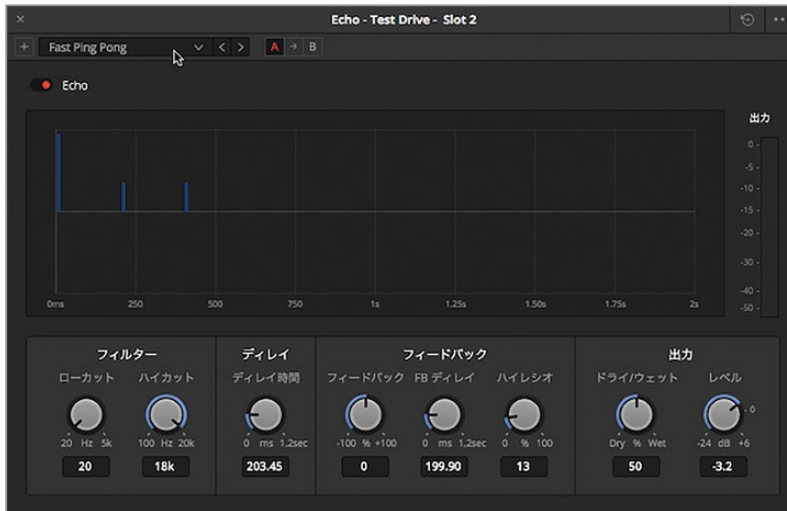 Echo - Test Drive - Slot 2
Fast Ping Pong
A
B
Echo
出力
0 -
-5 -
-10 -
-15 -
-20 -
-30 -
-40 -
-50 -
0ms 250 500 750 1s 1.25s 1.50s 1.75s 2s
フィルター
ローカット ハイカット
20 Hz 5k 100 Hz 20k
20 18k
ディレイ
ディレイ時間
0 ms 1.2sec
203.45
フィードバック
フィードバック FB ディレイ ハイレシオ
-100 % +100 0 ms 1.2sec 0 % 100
0 199.90 13
出力
ドライ/ウェット レベル
- 0
Dry % Wet -24 dB +6
50 -3.2